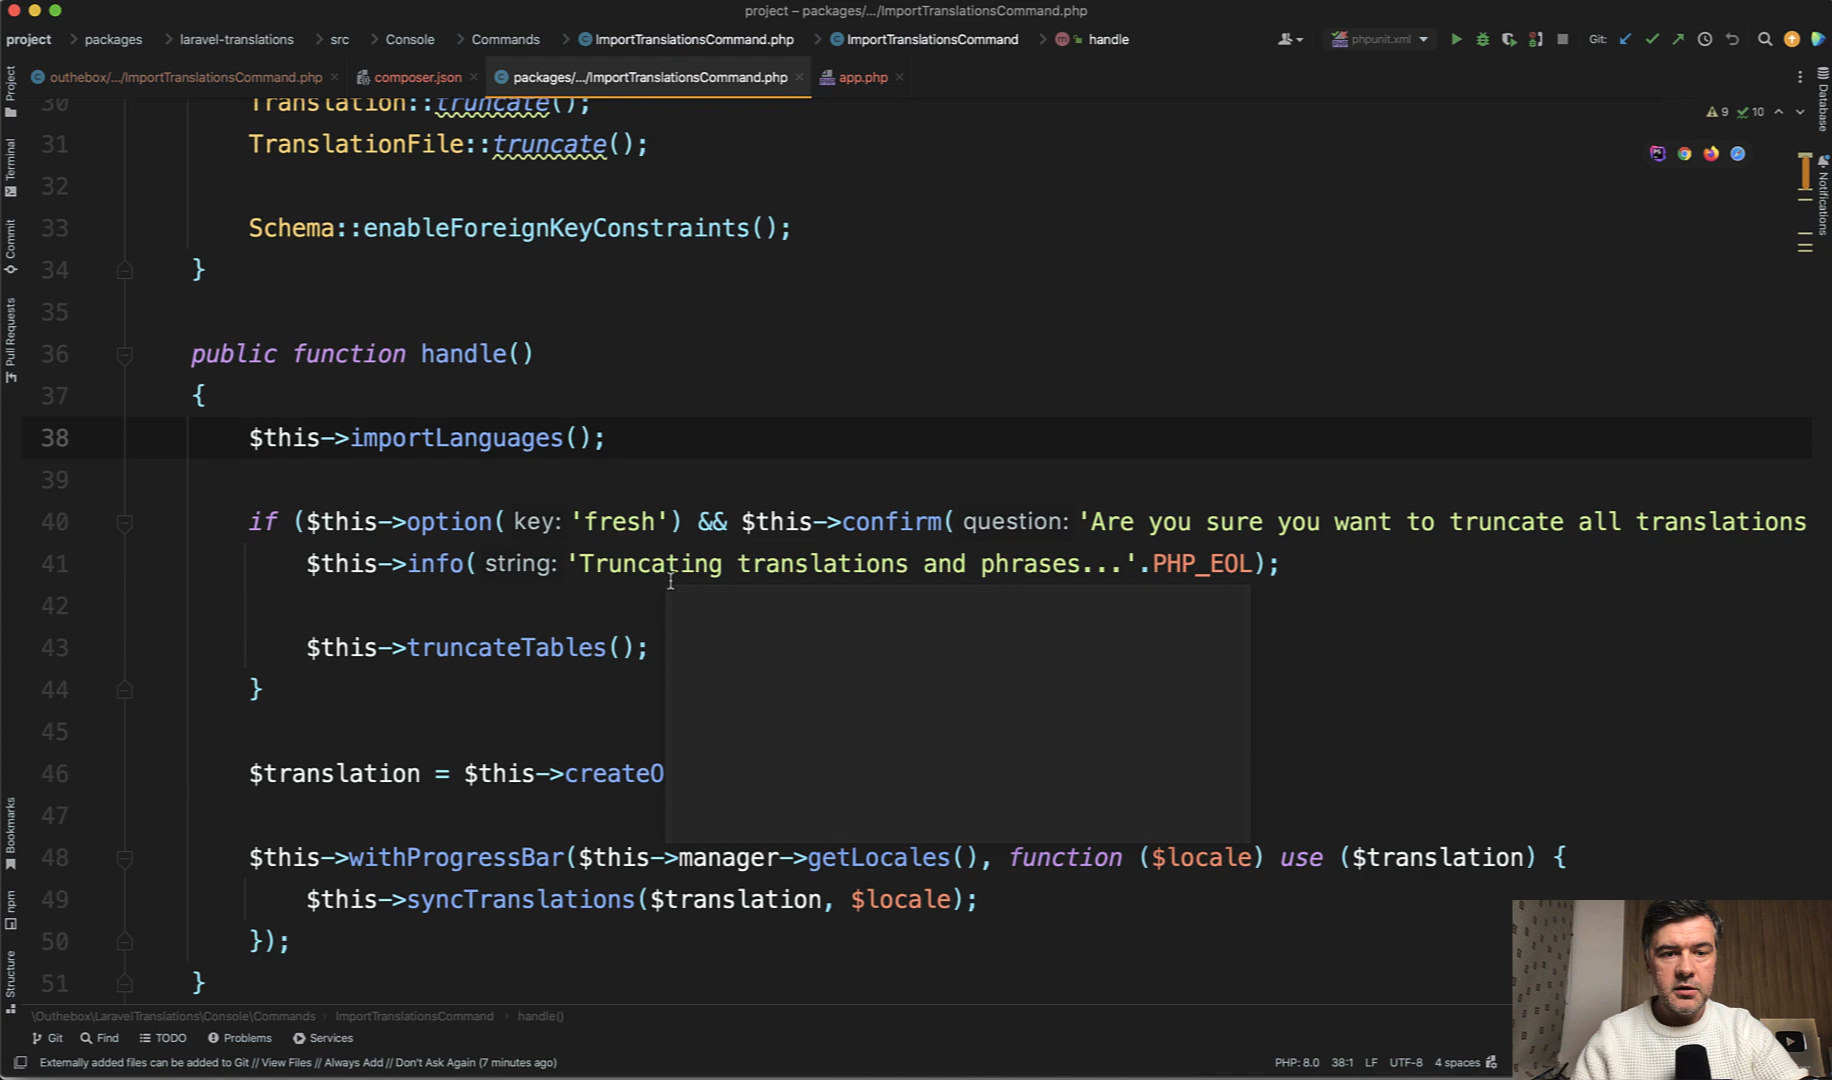 project – packages/.../ImportTranslationsCommand.php
project packages laravel-translations src Console Commands ImportTranslationsCommand.php ImportTranslationsCommand handle phpunit.xml Git:
outhebox/.../ImportTranslationsCommand.php composer.json packages/.../ImportTranslationsCommand.php app.php
9 10
30 Translation::truncate();
31 TranslationFile::truncate();
32
33 Schema::enableForeignKeyConstraints();
34 }
35
36 public function handle()
37 {
38 $this->importLanguages();
39
40 if ($this->option( key: 'fresh') && $this->confirm( question: 'Are you sure you want to truncate all translations
41 $this->info( string: 'Truncating translations and phrases...'.PHP_EOL);
42
43 $this->truncateTables();
44 }
45
46 $translation = $this->createO
47
48 $this->withProgressBar($this->manager->getLocales(), function ($locale) use ($translation) {
49 $this->syncTranslations($translation, $locale);
50 });
51 }
Project
Terminal
Commit
Pull Requests
Bookmarks
npm
Structure
Database
Notifications
\Outhebox\LaravelTranslations\Console\Commands ImportTranslationsCommand handle()
Git Find TODO Problems Services
Externally added files can be added to Git // View Files // Always Add // Don't Ask Again (7 minutes ago) PHP: 8.0 38:1 LF UTF-8 4 spaces